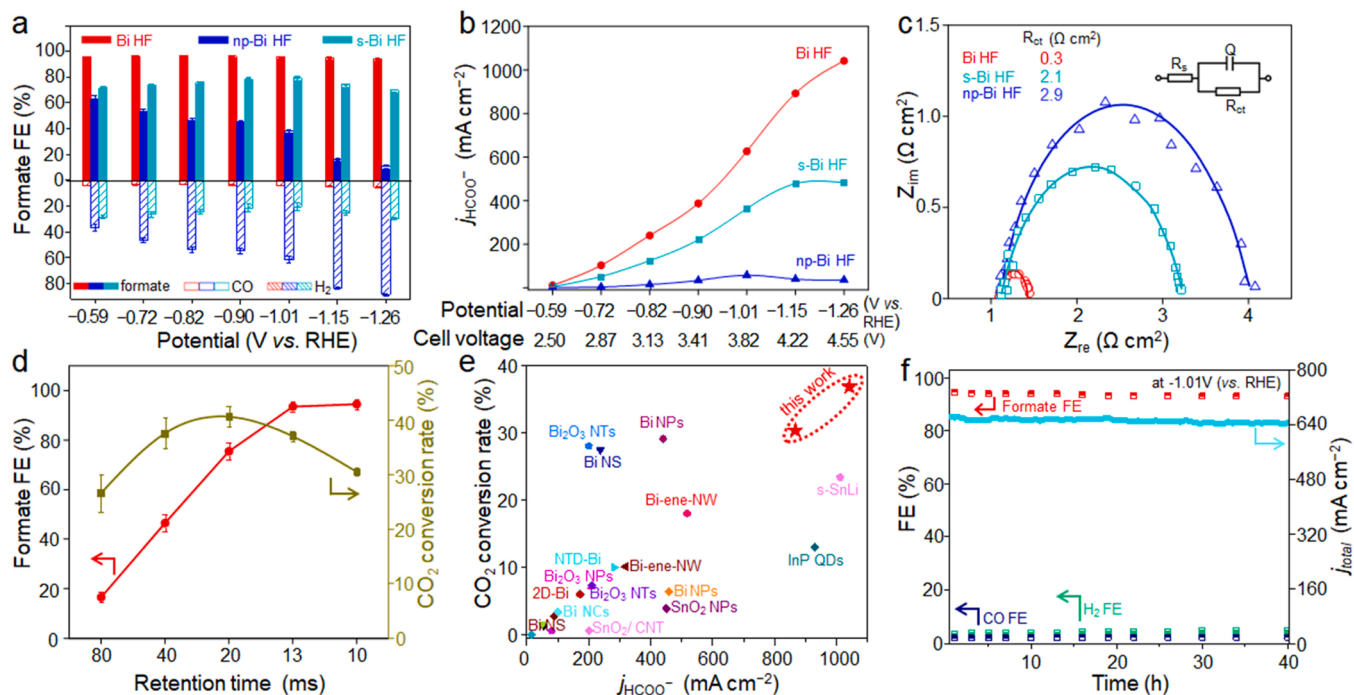 a
Bi HF
np-Bi HF
s-Bi HF
Formate FE (%)
100
80
60
40
20
0
20
40
60
80
formate
CO
H₂
−0.59 −0.72 −0.82 −0.90 −1.01 −1.15 −1.26
Potential (V vs. RHE)
b
j_HCOO⁻ (mA cm⁻²)
1000
800
600
400
200
0
Bi HF
s-Bi HF
np-Bi HF
Potential −0.59 −0.72 −0.82 −0.90 −1.01 −1.15 −1.26 (V vs. RHE)
Cell voltage 2.50 2.87 3.13 3.41 3.82 4.22 4.55 (V)
c
R_ct (Ω cm²)
Bi HF 0.3
s-Bi HF 2.1
np-Bi HF 2.9
R_s
Q
R_ct
Z_im (Ω cm²)
1.5
1.0
0.5
0
0 1 2 3 4
Z_re (Ω cm²)
d
Formate FE (%)
100
80
60
40
20
0
CO₂ conversion rate (%)
50
40
30
40
10
0
80 40 20 13 10
Retention time (ms)
e
CO₂ conversion rate (%)
40
30
20
10
0
this work
Bi₂O₃ NTs
Bi NPs
Bi NS
s-SnLi
Bi-ene-NW
InP QDs
NTD-Bi
Bi-ene-NW
Bi₂O₃ NPs
2D-Bi
Bi₂O₃ NTs
Bi NPs
Bi NCs
SnO₂ NPs
Bi NS
SnO₂/ CNT
0 200 400 600 800 1000
j_HCOO⁻ (mA cm⁻²)
f
at -1.01V (vs. RHE)
Formate FE
H₂ FE
CO FE
FE (%)
100
80
60
40
20
0
j_total (mA cm⁻²)
800
640
480
320
160
0
0 10 20 30 40
Time (h)